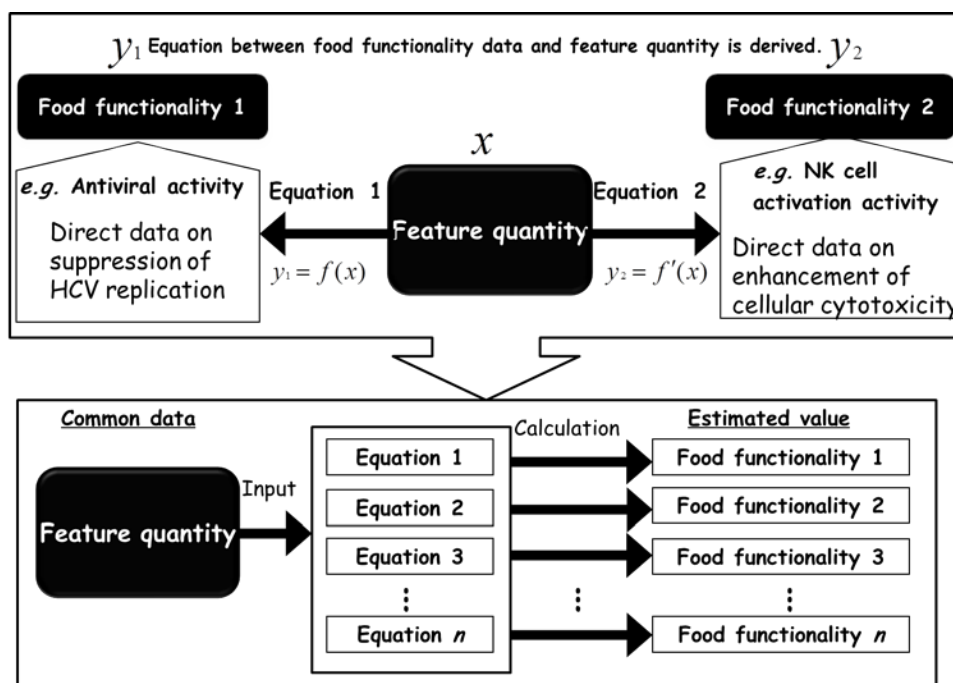 y₁ Equation between food functionality data and feature quantity is derived. y₂
Food functionality 1
Food functionality 2
x
e.g. Antiviral activity
Direct data on
suppression of
HCV replication
Equation 1
y₁ = f(x)
Feature quantity
Equation 2
y₂ = f′(x)
e.g. NK cell
activation activity
Direct data on
enhancement of
cellular cytotoxicity
Common data
Calculation
Estimated value
Feature quantity
Input
Equation 1
Food functionality 1
Equation 2
Food functionality 2
Equation 3
Food functionality 3
⋮
⋮
⋮
Equation n
Food functionality n